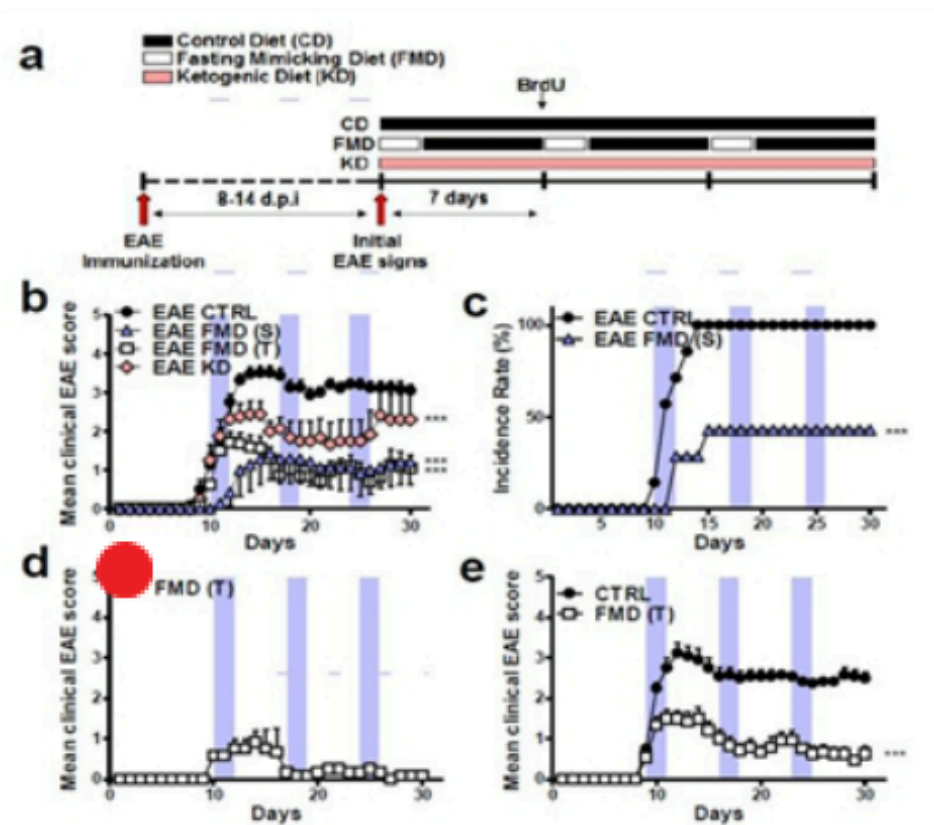 a
Control Diet (CD)
Fasting Mimicking Diet (FMD)
Ketogenic Diet (KD)
BrdU
CD
FMD
KD
8-14 d.p.i
7 days
EAE
Immunization
Initial
EAE signs
b
Mean clinical EAE score
5
4
3
2
1
0
EAE CTRL
EAE FMD (S)
EAE FMD (T)
EAE KD
***
***
***
0 10 20 30
Days
c
Incidence Rate (%)
100
50
0
EAE CTRL
EAE FMD (S)
***
5 10 15 20 25 30
Days
d
Mean clinical EAE score
5
4
3
2
1
0
FMD (T)
0 10 20 30
Days
e
Mean clinical EAE score
5
4
3
2
1
0
CTRL
FMD (T)
***
0 10 20 30
Days